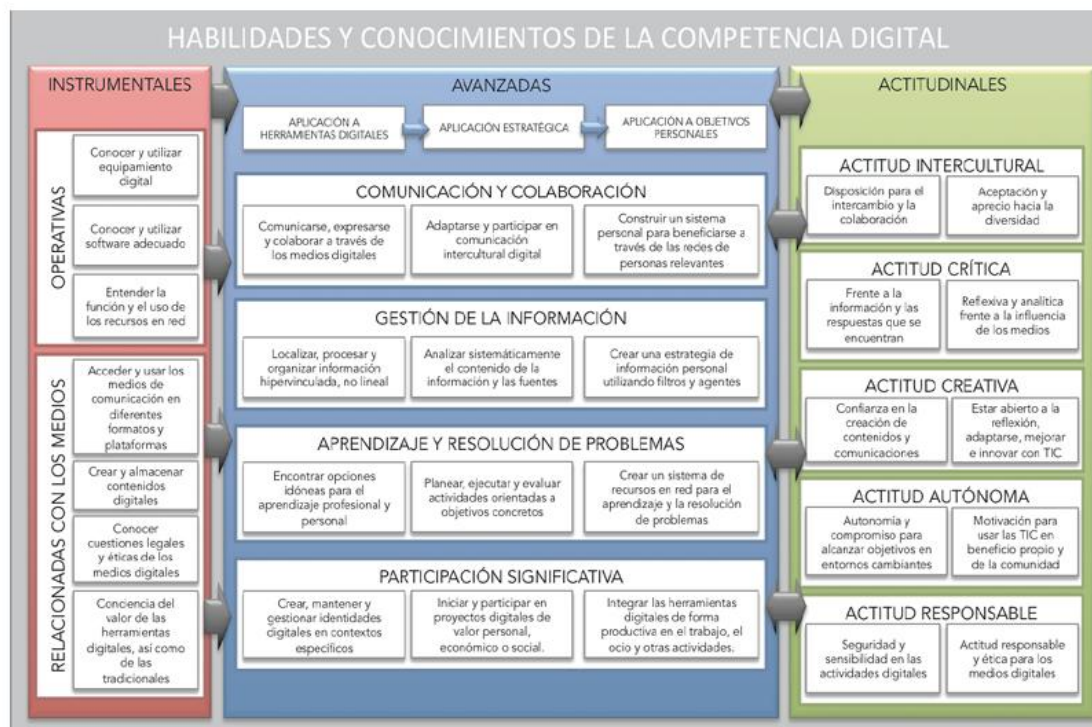 HABILIDADES Y CONOCIMIENTOS DE LA COMPETENCIA DIGITAL
INSTRUMENTALES
OPERATIVAS
Conocer y utilizar
equipamiento
digital
Conocer y utilizar
software adecuado
Entender la
función y el uso de
los recursos en red
RELACIONADAS CON LOS MEDIOS
Acceder y usar los
medios de
comunicación en
diferentes
formatos y
plataformas
Crear y almacenar
contenidos
digitales
Conocer
cuestiones legales
y éticas de los
medios digitales
Conciencia del
valor de las
herramientas
digitales, así como
de las
tradicionales
AVANZADAS
APLICACIÓN A
HERRAMIENTAS DIGITALES
APLICACIÓN ESTRATÉGICA
APLICACIÓN A OBJETIVOS
PERSONALES
COMUNICACIÓN Y COLABORACIÓN
Comunicarse, expresarse
y colaborar a través de
los medios digitales
Adaptarse y participar en
comunicación
intercultural digital
Construir un sistema
personal para beneficiarse a
través de las redes de
personas relevantes
GESTIÓN DE LA INFORMACIÓN
Localizar, procesar y
organizar información
hipervinculada, no lineal
Analizar sistemáticamente
el contenido de la
información y las fuentes
Crear una estrategia de
información personal
utilizando filtros y agentes
APRENDIZAJE Y RESOLUCIÓN DE PROBLEMAS
Encontrar opciones
idóneas para el
aprendizaje profesional y
personal
Planear, ejecutar y evaluar
actividades orientadas a
objetivos concretos
Crear un sistema de
recursos en red para el
aprendizaje y la resolución
de problemas
PARTICIPACIÓN SIGNIFICATIVA
Crear, mantener y
gestionar identidades
digitales en contextos
específicos
Iniciar y participar en
proyectos digitales de
valor personal,
económico o social.
Integrar las herramientas
digitales de forma
productiva en el trabajo, el
ocio y otras actividades.
ACTITUDINALES
ACTITUD INTERCULTURAL
Disposición para el
intercambio y la
colaboración
Aceptación y
aprecio hacia la
diversidad
ACTITUD CRÍTICA
Frente a la
información y las
respuestas que se
encuentran
Reflexiva y analítica
frente a la influencia
de los medios
ACTITUD CREATIVA
Confianza en la
creación de
contenidos y
comunicaciones
Estar abierto a la
reflexión,
adaptarse, mejorar
e innovar con TIC
ACTITUD AUTÓNOMA
Autonomía y
compromiso para
alcanzar objetivos en
entornos cambiantes
Motivación para
usar las TIC en
beneficio propio y
de la comunidad
ACTITUD RESPONSABLE
Seguridad y
sensibilidad en las
actividades digitales
Actitud responsable
y ética para los
medios digitales